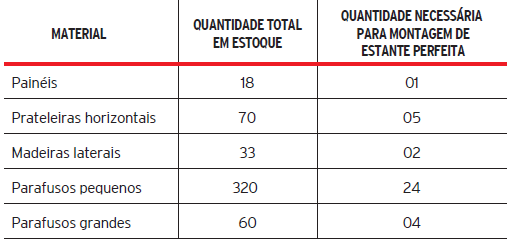 MATERIAL
QUANTIDADE TOTAL
EM ESTOQUE
QUANTIDADE NECESSÁRIA
PARA MONTAGEM DE
ESTANTE PERFEITA
Painéis 18 01
Prateleiras horizontais 70 05
Madeiras laterais 33 02
Parafusos pequenos 320 24
Parafusos grandes 60 04